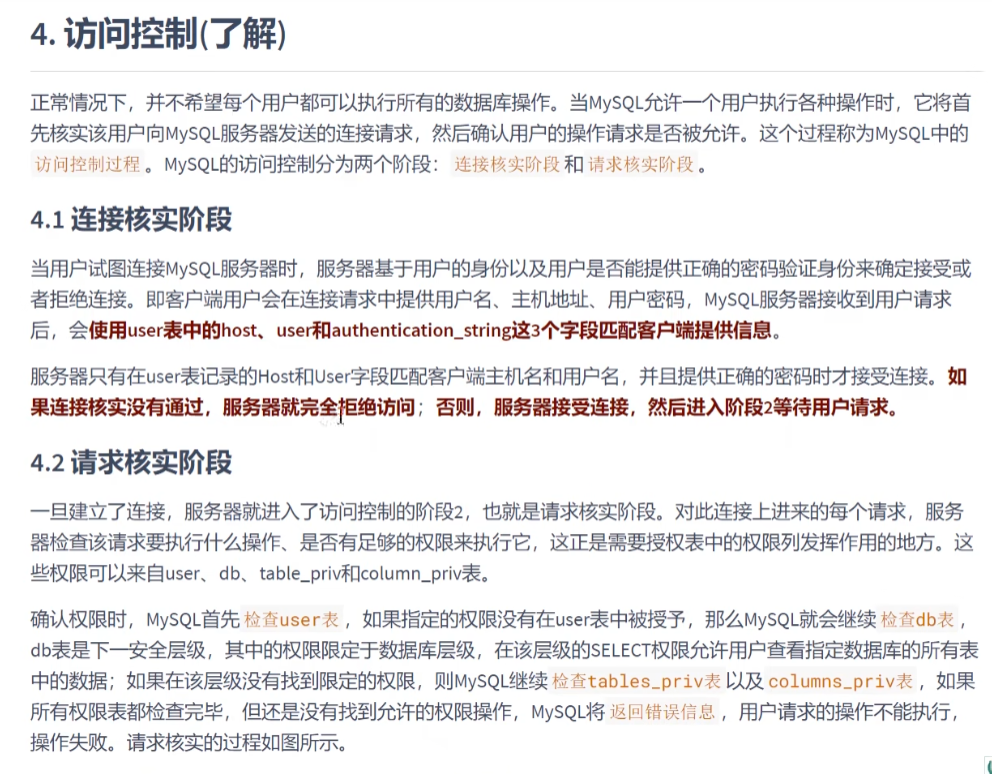 4. 访问控制(了解)
正常情况下，并不希望每个用户都可以执行所有的数据库操作。当MySQL允许一个用户执行各种操作时，它将首
先核实该用户向MySQL服务器发送的连接请求，然后确认用户的操作请求是否被允许。这个过程称为MySQL中的
访问控制过程。MySQL的访问控制分为两个阶段：连接核实阶段和请求核实阶段。
4.1 连接核实阶段
当用户试图连接MySQL服务器时，服务器基于用户的身份以及用户是否能提供正确的密码验证身份来确定接受或
者拒绝连接。即客户端用户会在连接请求中提供用户名、主机地址、用户密码，MySQL服务器接收到用户请求
后，会使用user表中的host、user和authentication_string这3个字段匹配客户端提供信息。
服务器只有在user表记录的Host和User字段匹配客户端主机名和用户名，并且提供正确的密码时才接受连接。如
果连接核实没有通过，服务器就完全拒绝访问；否则，服务器接受连接，然后进入阶段2等待用户请求。
4.2 请求核实阶段
一旦建立了连接，服务器就进入了访问控制的阶段2，也就是请求核实阶段。对此连接上进来的每个请求，服务
器检查该请求要执行什么操作、是否有足够的权限来执行它，这正是需要授权表中的权限列发挥作用的地方。这
些权限可以来自user、db、table_priv和column_priv表。
确认权限时，MySQL首先检查user表，如果指定的权限没有在user表中被授予，那么MySQL就会继续检查db表，
db表是下一安全层级，其中的权限限定于数据库层级，在该层级的SELECT权限允许用户查看指定数据库的所有表
中的数据；如果在该层级没有找到限定的权限，则MySQL继续检查tables_priv表以及columns_priv表，如果
所有权限表都检查完毕，但还是没有找到允许的权限操作，MySQL将返回错误信息，用户请求的操作不能执行，
操作失败。请求核实的过程如图所示。